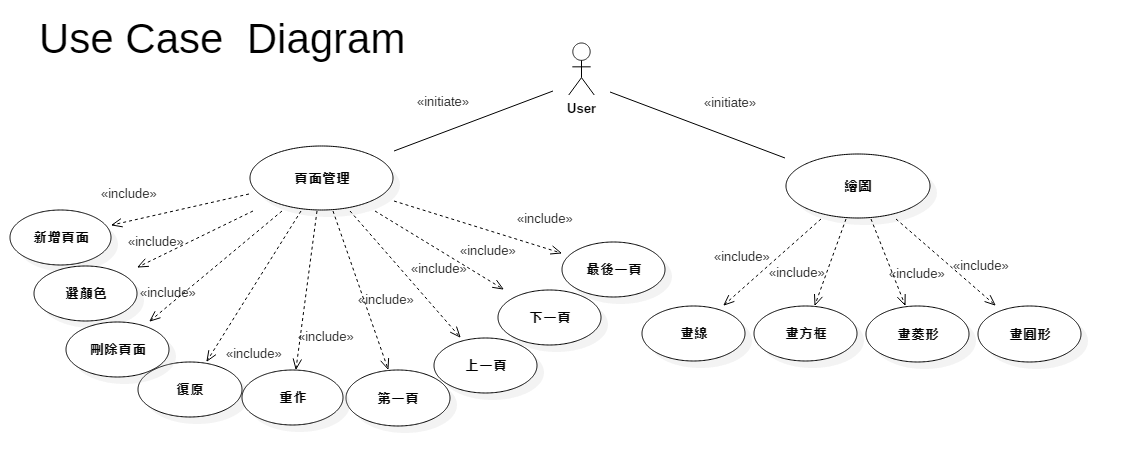 Use Case  Diagram
User
«initiate»
«initiate»
頁面管理
繪圖
«include»
新增頁面
«include»
選顏色
«include»
刪除頁面
«include»
復原
«include»
重作
«include»
第一頁
«include»
上一頁
«include»
下一頁
«include»
最後一頁
«include»
畫線
«include»
畫方框
«include»
畫菱形
«include»
畫圓形